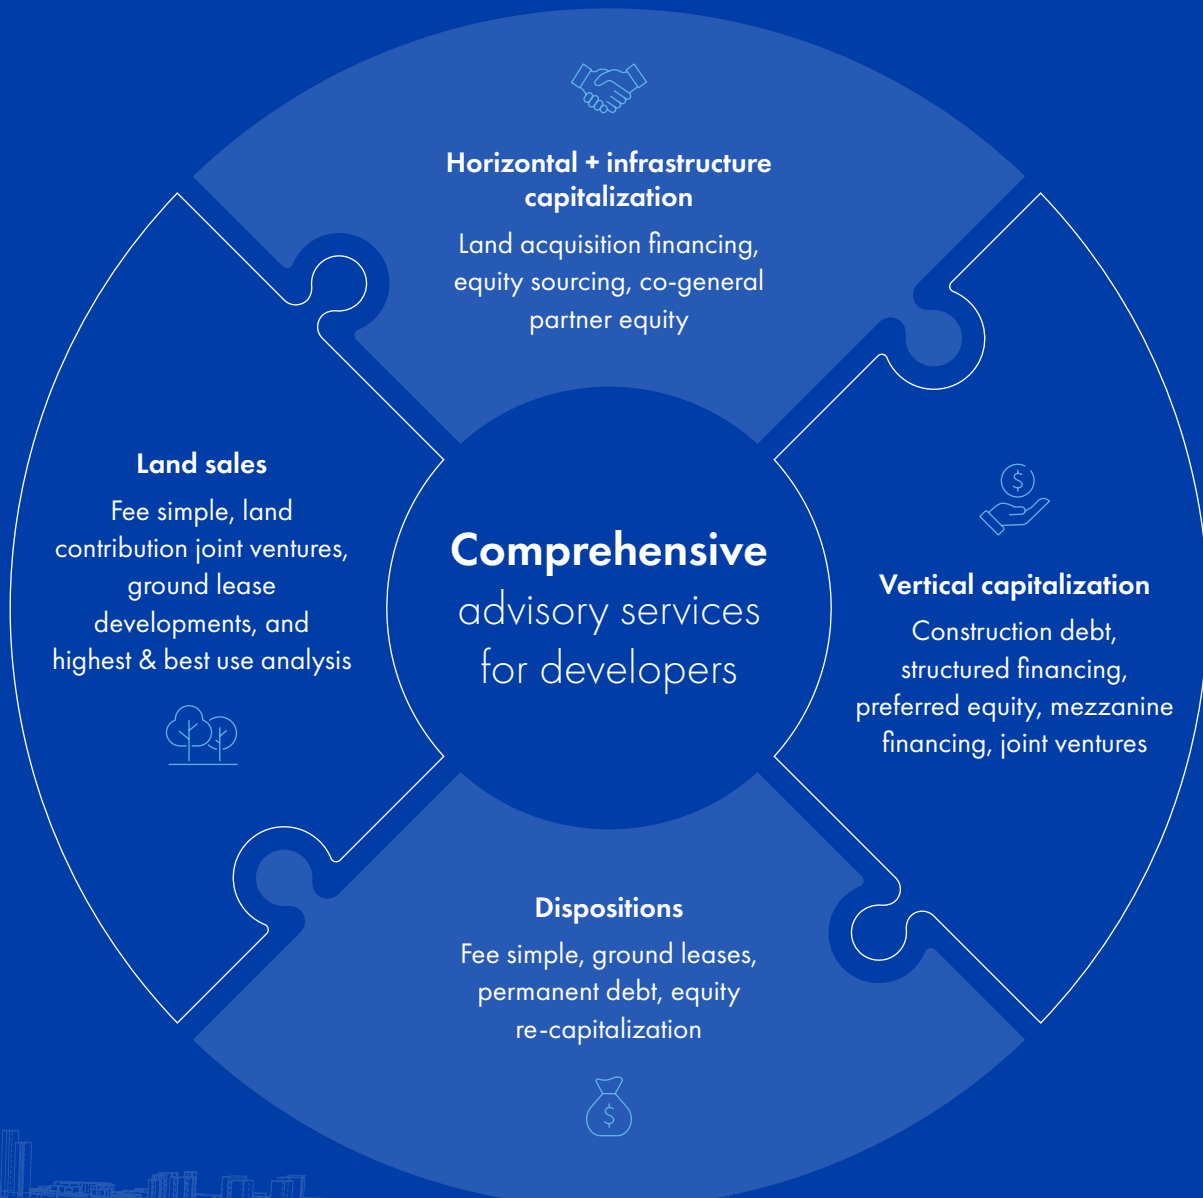 Horizontal + infrastructure
capitalization
Land acquisition financing,
equity sourcing, co-general
partner equity
Land sales
Fee simple, land
contribution joint ventures,
ground lease
developments, and
highest & best use analysis
Comprehensive
advisory services
for developers
$
Vertical capitalization
Construction debt,
structured financing,
preferred equity, mezzanine
financing, joint ventures
Dispositions
Fee simple, ground leases,
permanent debt, equity
re-capitalization
$